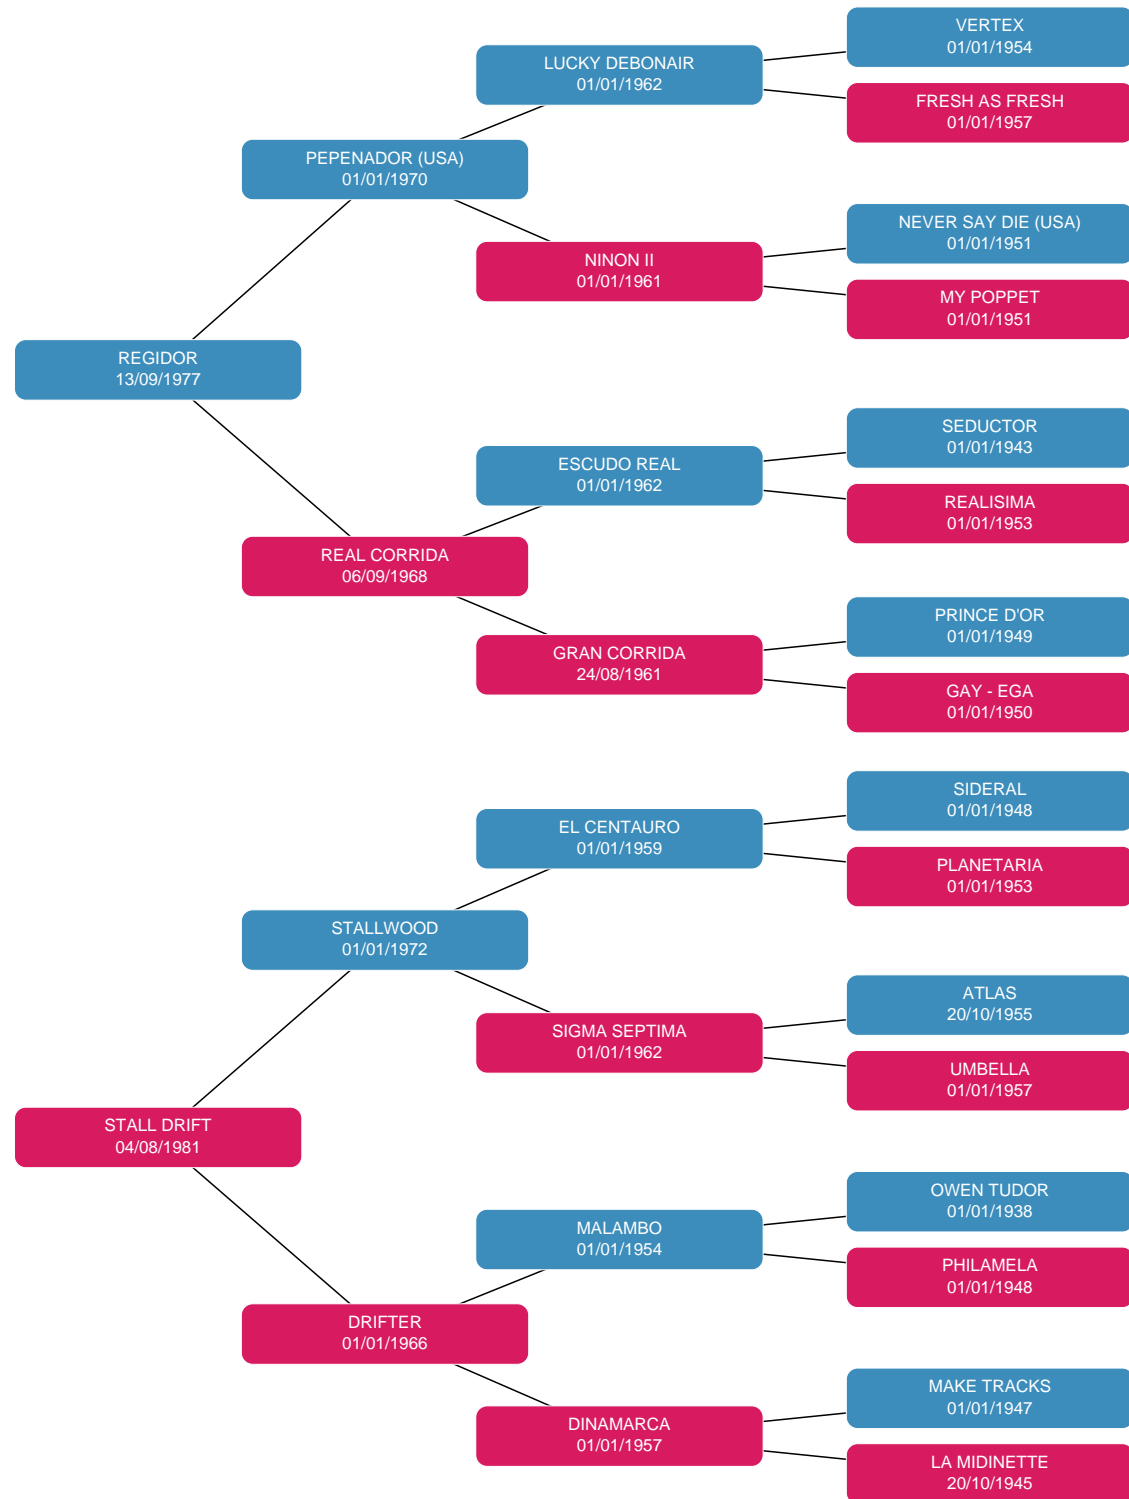 VERTEX
01/01/1954
LUCKY DEBONAIR
01/01/1962
FRESH AS FRESH
01/01/1957
PEPENADOR (USA)
01/01/1970
NEVER SAY DIE (USA)
01/01/1951
NINON II
01/01/1961
MY POPPET
01/01/1951
REGIDOR
13/09/1977
SEDUCTOR
01/01/1943
ESCUDO REAL
01/01/1962
REALISIMA
01/01/1953
REAL CORRIDA
06/09/1968
PRINCE D'OR
01/01/1949
GRAN CORRIDA
24/08/1961
GAY - EGA
01/01/1950
SIDERAL
01/01/1948
EL CENTAURO
01/01/1959
PLANETARIA
01/01/1953
STALLWOOD
01/01/1972
ATLAS
20/10/1955
SIGMA SEPTIMA
01/01/1962
UMBELLA
01/01/1957
STALL DRIFT
04/08/1981
OWEN TUDOR
01/01/1938
MALAMBO
01/01/1954
PHILAMELA
01/01/1948
DRIFTER
01/01/1966
MAKE TRACKS
01/01/1947
DINAMARCA
01/01/1957
LA MIDINETTE
20/10/1945